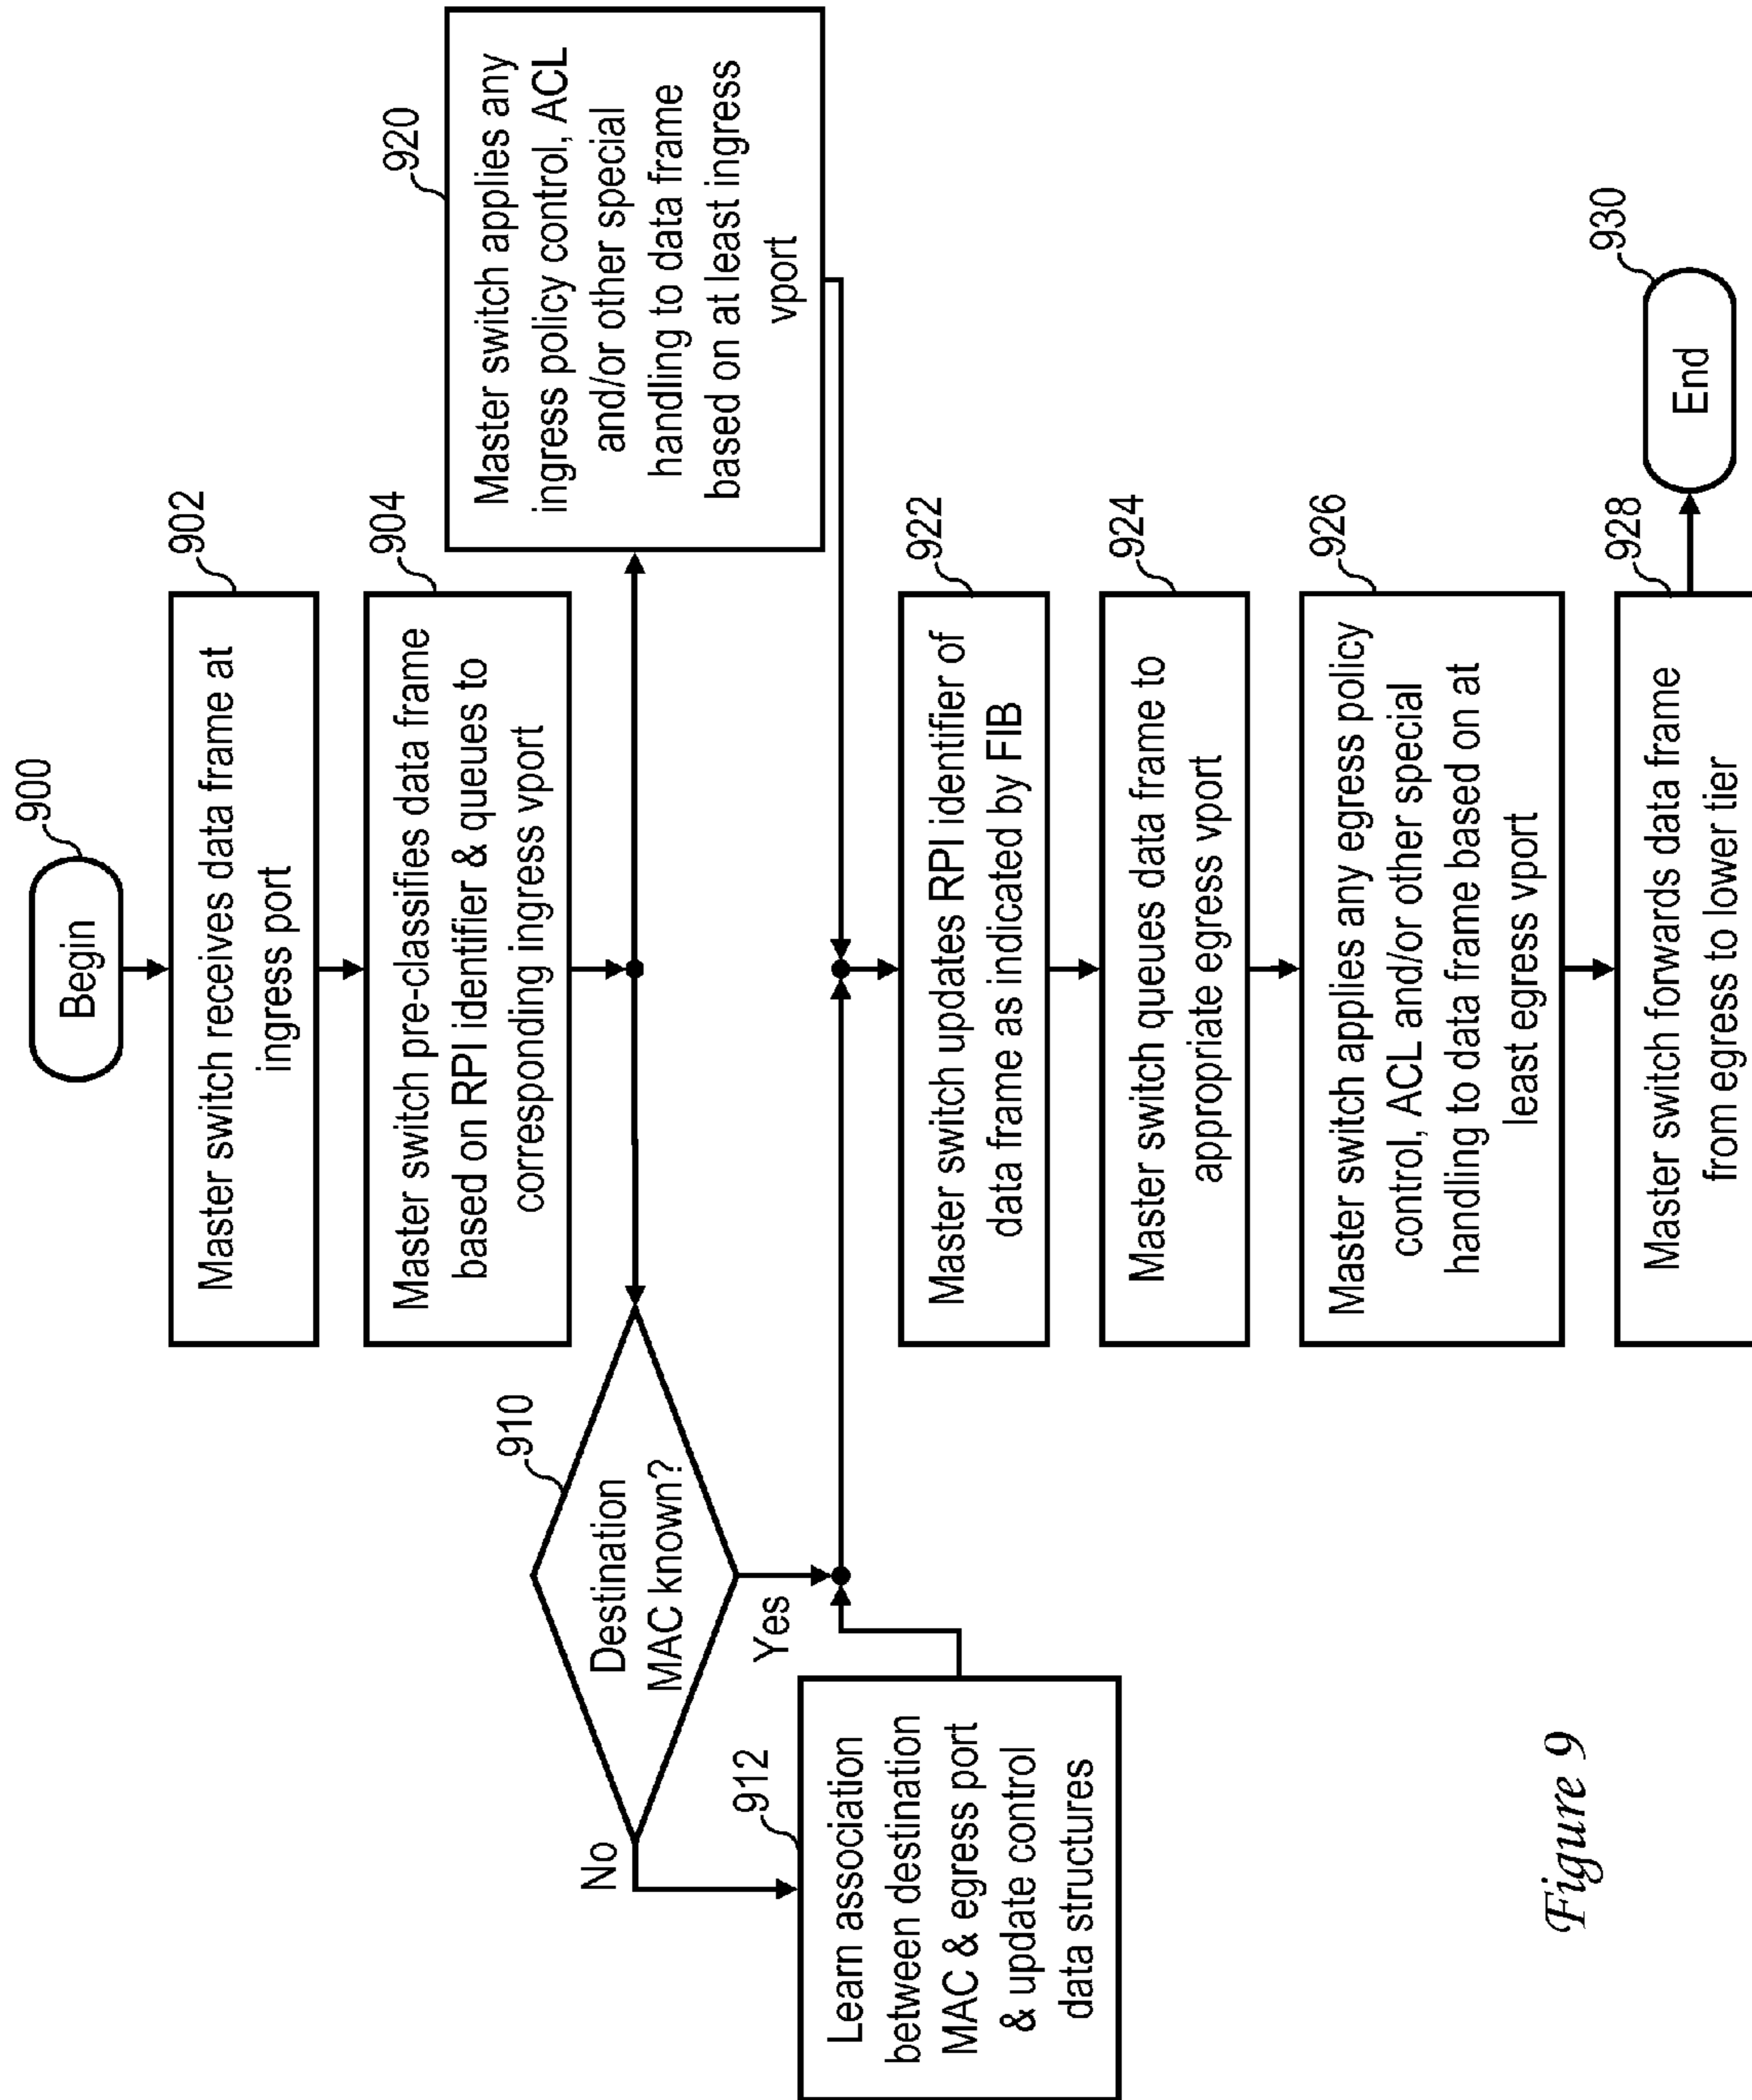 900
Begin
902
Master switch receives data frame at
ingress port
904
Master switch pre-classifies data frame
based on RPI identifier & queues to
corresponding ingress vport
910
Destination
MAC known?
No
Yes
912
Learn association
between destination
MAC & egress port
& update control
data structures
920
Master switch applies any
ingress policy control, ACL
and/or other special
handling to data frame
based on at least ingress
vport
922
Master switch updates RPI identifier of
data frame as indicated by FIB
924
Master switch queues data frame to
appropriate egress vport
926
Master switch applies any egress policy
control, ACL and/or other special
handling to data frame based on at
least egress vport
928
Master switch forwards data frame
from egress to lower tier
930
End
Figure 9